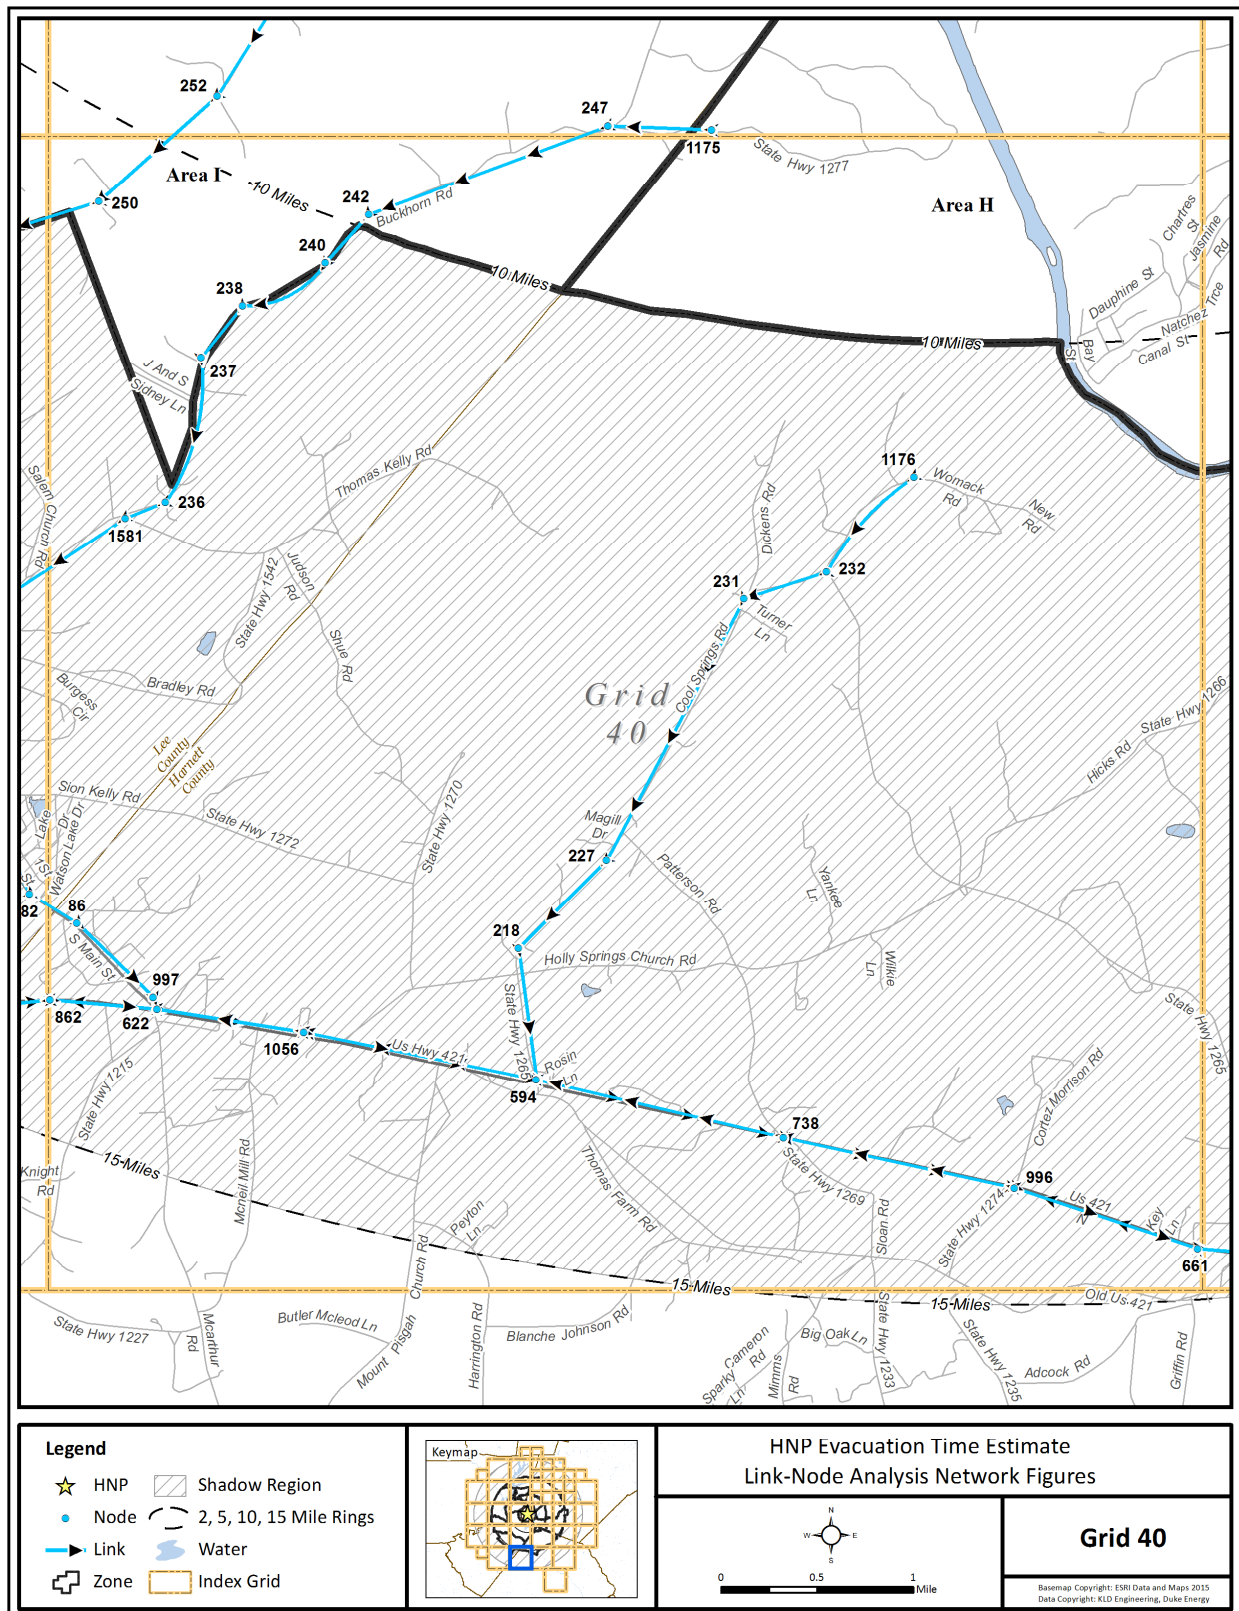 252
247
1175
State Hwy 1277
Area I
10 Miles
250
242
Buckhorn Rd
Area H
Chartres St
Jasmine Rd
240
10 Miles
238
Dauphine St
Natchez Trce
Canal St
Bay St
10 Miles
237
J And S
Sidney Ln
Thomas Kelly Rd
Salem Church Rd
236
1581
1176
Womack Rd
New Rd
Dickens Rd
232
231
Turner Ln
State Hwy 1542
Judson Rd
Shue Rd
Cool Springs Rd
Bradley Rd
Burgess Cir
Grid
40
State Hwy 1266
Hicks Rd
Lee County
Harnett County
Sion Kelly Rd
Lake Dr
Watson Lake Dr
State Hwy 1272
State Hwy 1270
Magill Dr
227
Patterson Rd
Yankee Ln
1St St
82
86
S Main St
218
Holly Springs Church Rd
Wilkie Ln
997
862
622
1056
Us Hwy 421
State Hwy 1265
Rosin Ln
594
State Hwy 1265
State Hwy 1215
738
Cortez Morrison Rd
Knight Rd
15 Miles
Mcneil Mill Rd
State Hwy 1269
996
Us 421 N
Key Ln
State Hwy 1274
Thomas Farm Rd
Sloan Rd
Peyton Ln
661
Mount Pisgah Church Rd
15 Miles
15 Miles
Old Us 421
State Hwy 1227
Mcarthur Rd
Butler Mcleod Ln
Harrington Rd
Blanche Johnson Rd
Sparky Ln
Cameron Rd
Mimms Rd
Big Oak Ln
State Hwy 1233
State Hwy 1235
Adcock Rd
Griffin Rd
Legend
HNP
Shadow Region
Node
2, 5, 10, 15 Mile Rings
Link
Water
Zone
Index Grid
Keymap
HNP Evacuation Time Estimate
Link-Node Analysis Network Figures
N
W
E
S
0
0.5
1
Mile
Grid 40
Basemap Copyright: ESRI Data and Maps 2015
Data Copyright: KLD Engineering, Duke Energy